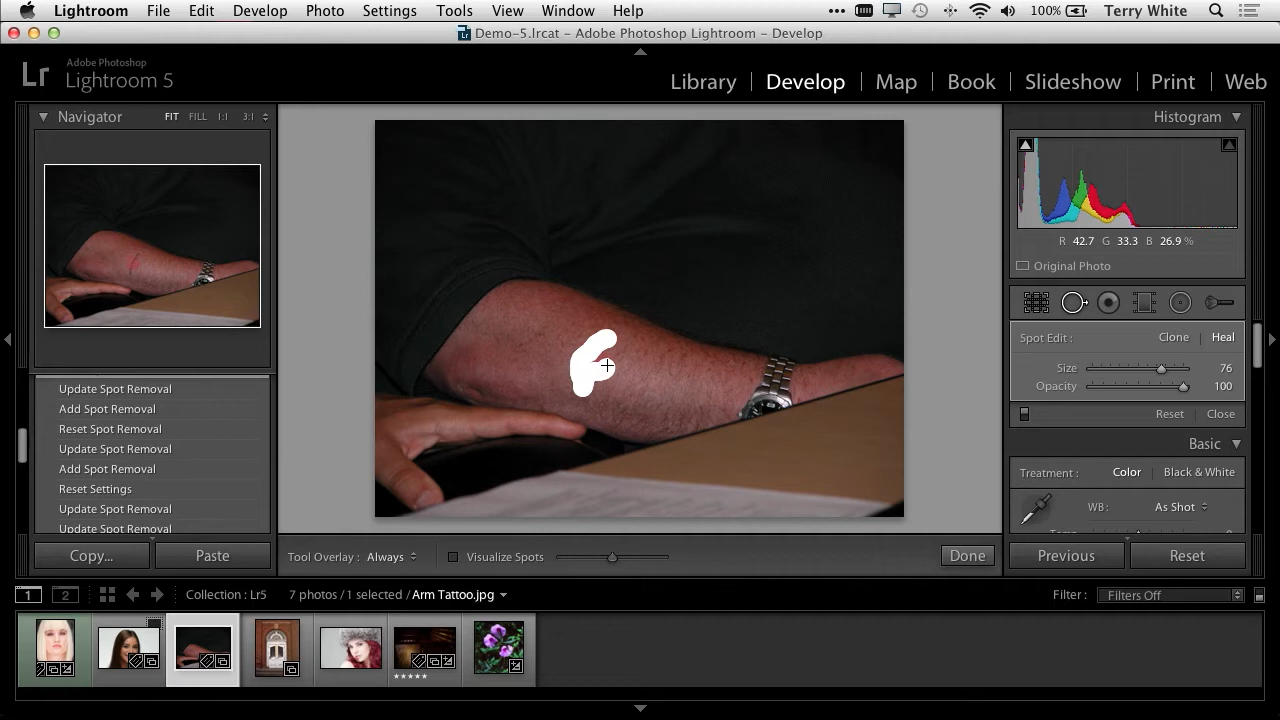 Lightroom File Edit Develop Photo Settings Tools View Window Help 100% Terry White
Demo-5.lrcat – Adobe Photoshop Lightroom – Develop
Lr Adobe Photoshop
Lightroom 5
Library | Develop | Map | Book | Slideshow | Print | Web
Navigator FIT FILL 1:1 3:1
Histogram
R 42.7 G 33.3 B 26.9 %
Original Photo
Spot Edit : Clone Heal
Size 76
Opacity 100
Reset Close
Basic
Treatment : Color | Black & White
WB: As Shot
Update Spot Removal
Add Spot Removal
Reset Spot Removal
Update Spot Removal
Add Spot Removal
Reset Settings
Update Spot Removal
Update Spot Removal
Copy... Paste
Tool Overlay : Always Visualize Spots Done
Previous Reset
1 2 Collection : Lr5 7 photos / 1 selected / Arm Tattoo.jpg Filter : Filters Off